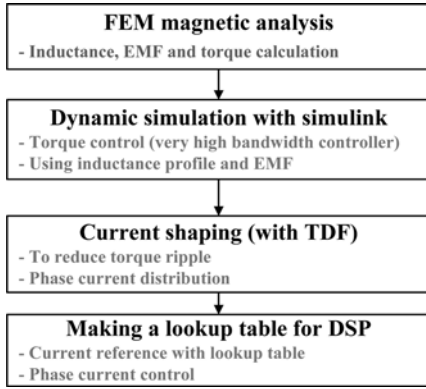 FEM magnetic analysis
- Inductance, EMF and torque calculation
Dynamic simulation with simulink
- Torque control (very high bandwidth controller)
- Using inductance profile and EMF
Current shaping (with TDF)
- To reduce torque ripple
- Phase current distribution
Making a lookup table for DSP
- Current reference with lookup table
- Phase current control